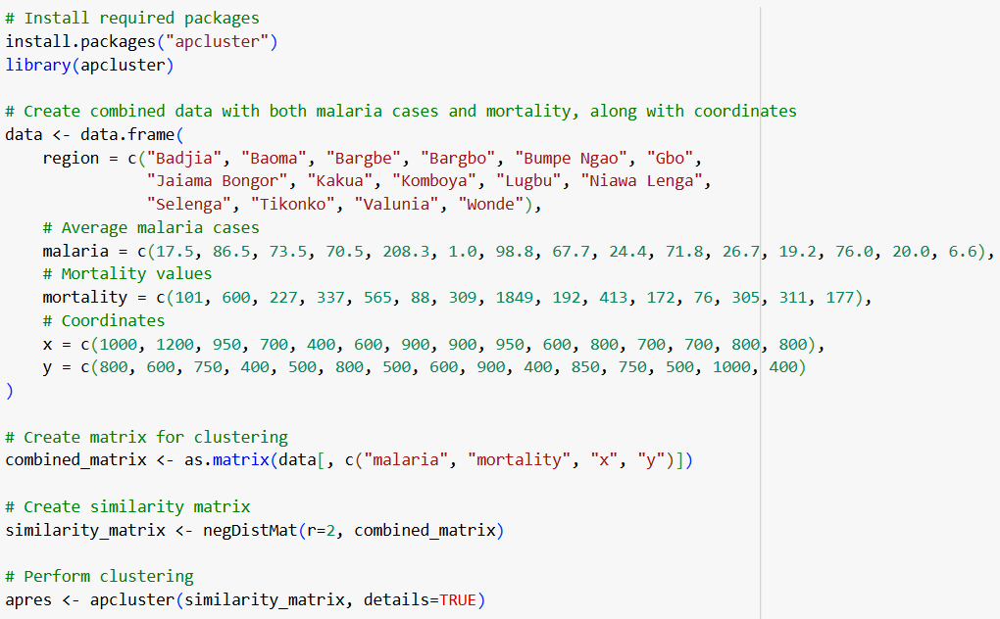 # Install required packages
install.packages("apcluster")
library(apcluster)
# Create combined data with both malaria cases and mortality, along with coordinates
data <- data.frame(
    region = c("Badjia", "Baoma", "Bargbe", "Bargbo", "Bumpe Ngao", "Gbo",
               "Jaiama Bongor", "Kakua", "Komboya", "Lugbu", "Niawa Lenga",
               "Selenga", "Tikonko", "Valunia", "Wonde"),
    # Average malaria cases
    malaria = c(17.5, 86.5, 73.5, 70.5, 208.3, 1.0, 98.8, 67.7, 24.4, 71.8, 26.7, 19.2, 76.0, 20.0, 6.6),
    # Mortality values
    mortality = c(101, 600, 227, 337, 565, 88, 309, 1849, 192, 413, 172, 76, 305, 311, 177),
    # Coordinates
    x = c(1000, 1200, 950, 700, 400, 600, 900, 900, 950, 600, 800, 700, 700, 800, 800),
    y = c(800, 600, 750, 400, 500, 800, 500, 600, 900, 400, 850, 750, 500, 1000, 400)
)
# Create matrix for clustering
combined_matrix <- as.matrix(data[, c("malaria", "mortality", "x", "y")])
# Create similarity matrix
similarity_matrix <- negDistMat(r=2, combined_matrix)
# Perform clustering
apres <- apcluster(similarity_matrix, details=TRUE)